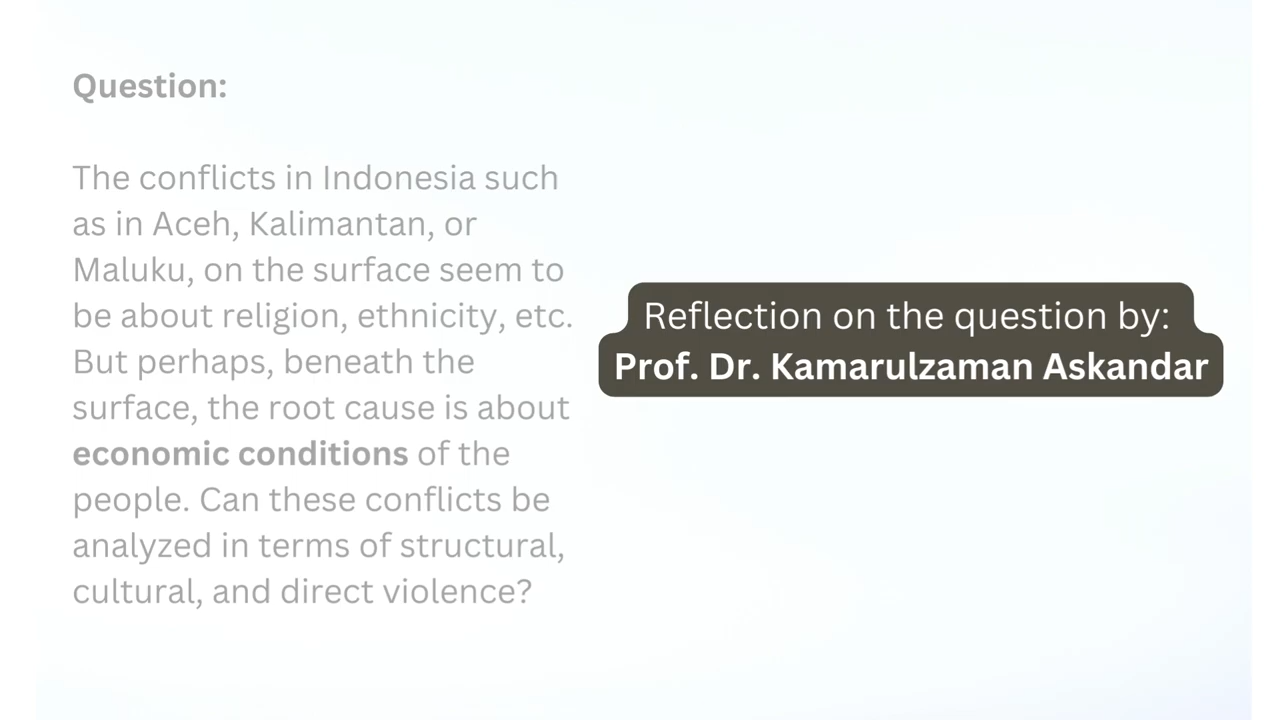 Question:
The conflicts in Indonesia such
as in Aceh, Kalimantan, or
Maluku, on the surface seem to
be about religion, ethnicity, etc.
But perhaps, beneath the
surface, the root cause is about
economic conditions of the
people. Can these conflicts be
analyzed in terms of structural,
cultural, and direct violence?
Reflection on the question by:
Prof. Dr. Kamarulzaman Askandar